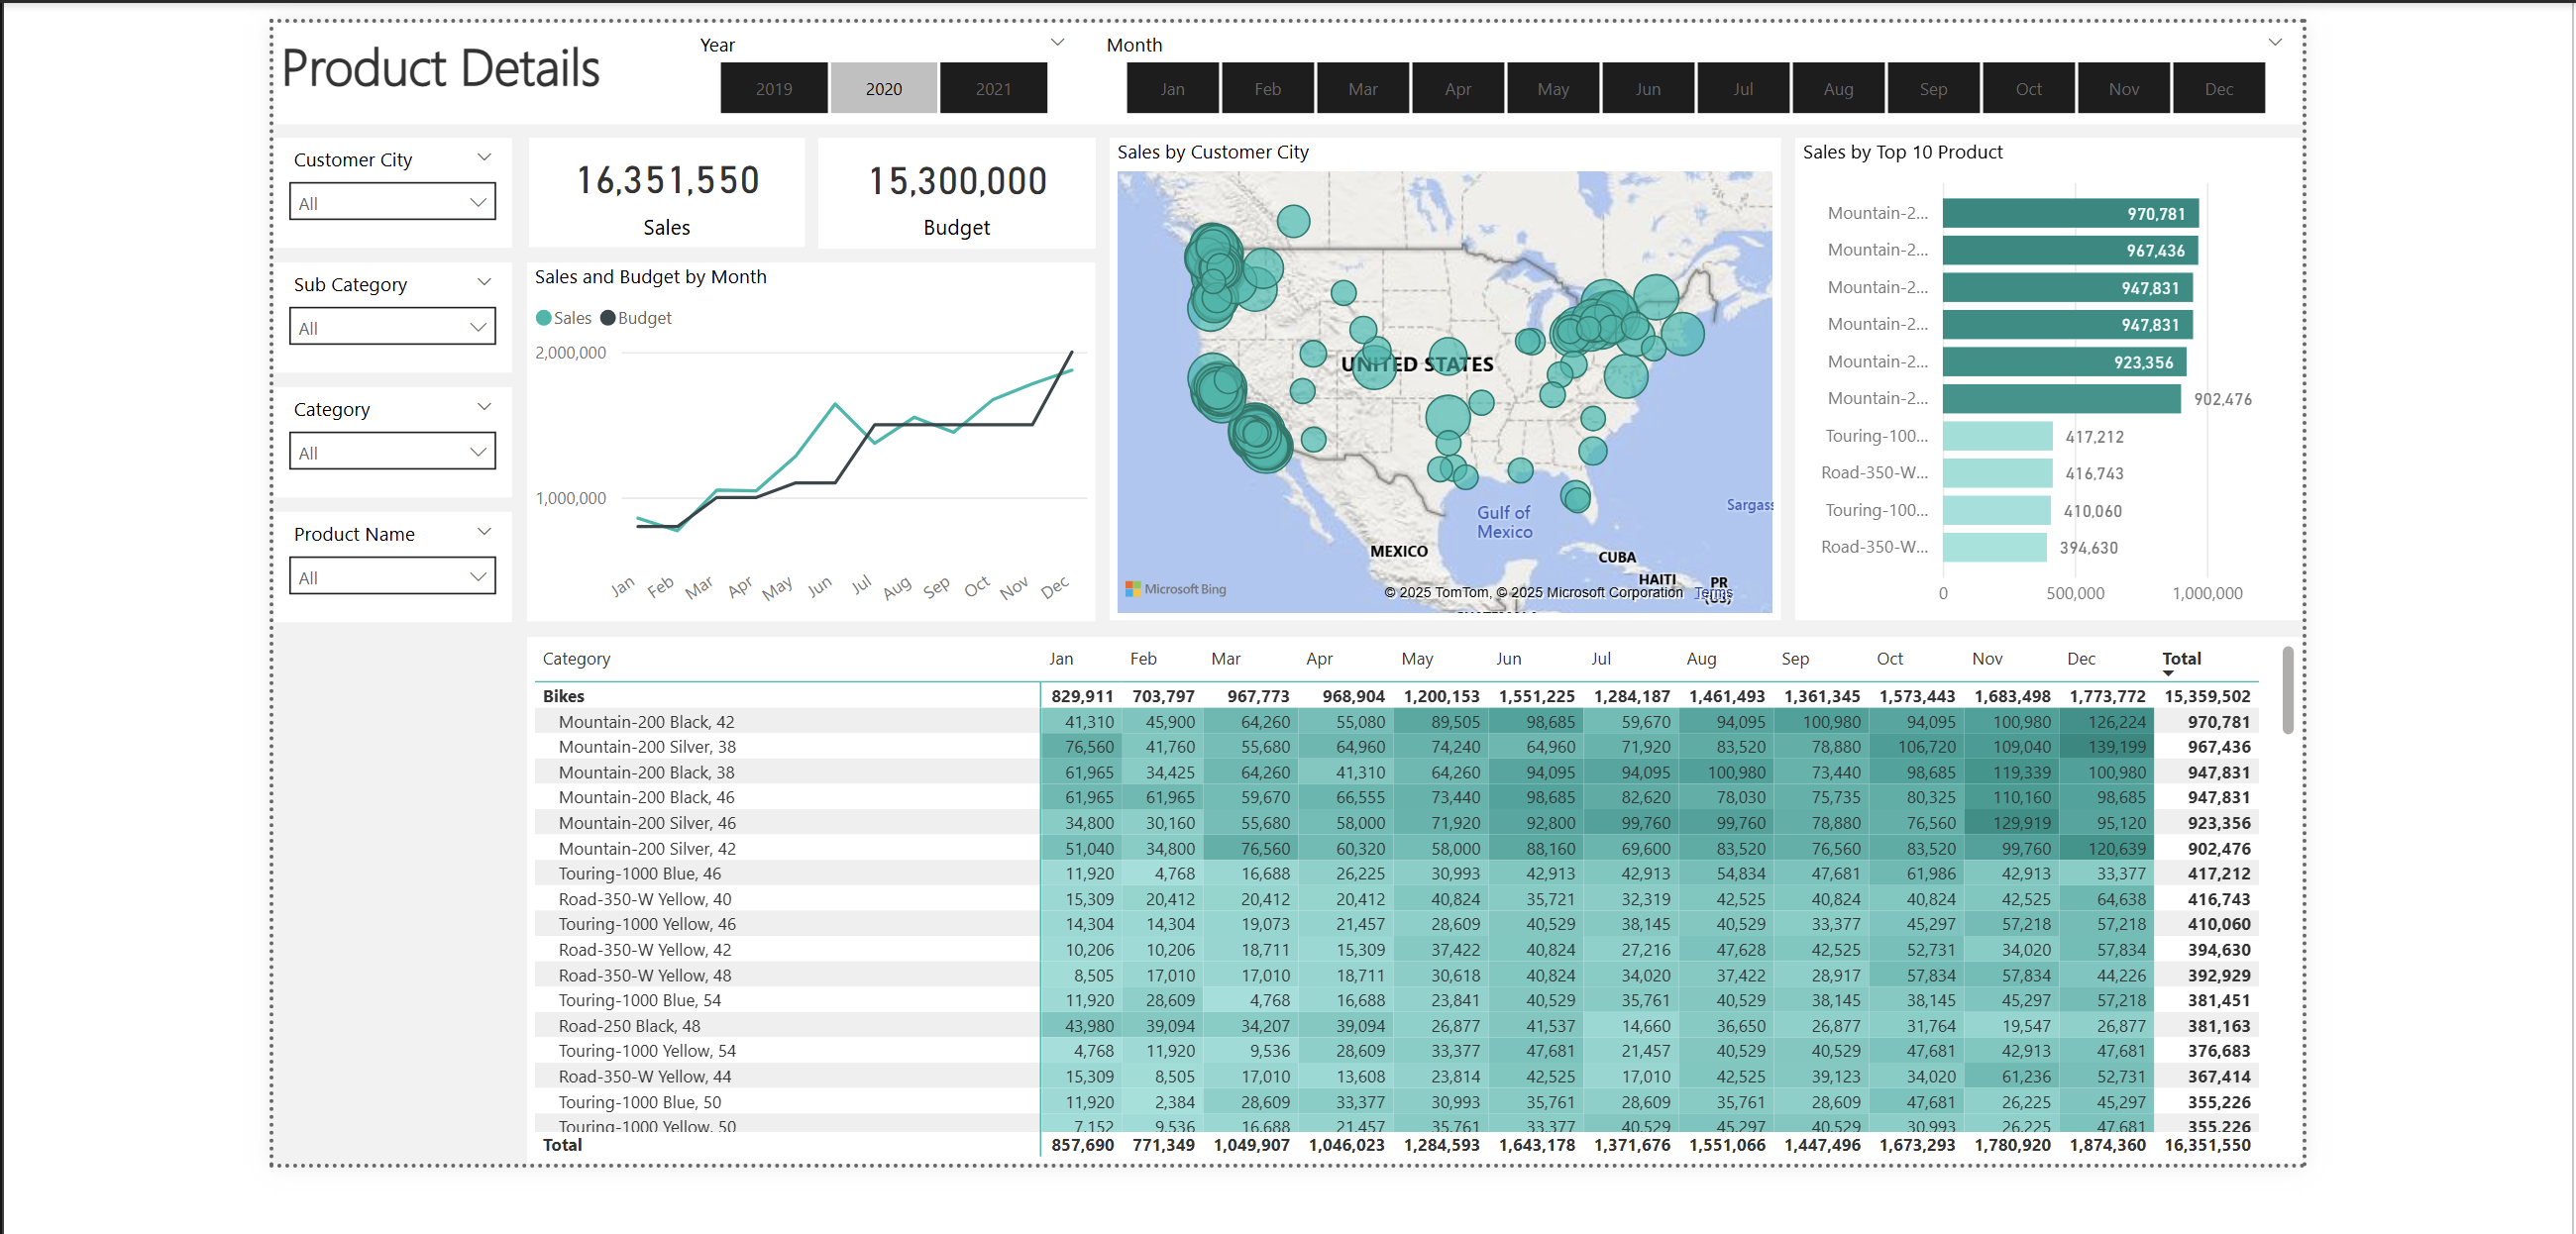 Product Details
Year
2019 2020 2021
Month
Jan Feb Mar Apr May Jun Jul Aug Sep Oct Nov Dec
Customer City
All
Sub Category
All
Category
All
Product Name
All
16,351,550
Sales
15,300,000
Budget
Sales and Budget by Month
Sales Budget
2,000,000
1,000,000
Jan Feb Mar Apr May Jun Jul Aug Sep Oct Nov Dec
Sales by Customer City
UNITED STATES
Gulf of
Mexico
Sargass
MEXICO
CUBA
HAITI
PR
(US)
Microsoft Bing
© 2025 TomTom, © 2025 Microsoft Corporation Terms
Sales by Top 10 Product
Mountain-2... 970,781
Mountain-2... 967,436
Mountain-2... 947,831
Mountain-2... 947,831
Mountain-2... 923,356
Mountain-2... 902,476
Touring-100... 417,212
Road-350-W... 416,743
Touring-100... 410,060
Road-350-W... 394,630
0 500,000 1,000,000
Category Jan Feb Mar Apr May Jun Jul Aug Sep Oct Nov Dec Total
Bikes 829,911 703,797 967,773 968,904 1,200,153 1,551,225 1,284,187 1,461,493 1,361,345 1,573,443 1,683,498 1,773,772 15,359,502
Mountain-200 Black, 42 41,310 45,900 64,260 55,080 89,505 98,685 59,670 94,095 100,980 94,095 100,980 126,224 970,781
Mountain-200 Silver, 38 76,560 41,760 55,680 64,960 74,240 64,960 71,920 83,520 78,880 106,720 109,040 139,199 967,436
Mountain-200 Black, 38 61,965 34,425 64,260 41,310 64,260 94,095 94,095 100,980 73,440 98,685 119,339 100,980 947,831
Mountain-200 Black, 46 61,965 61,965 59,670 66,555 73,440 98,685 82,620 78,030 75,735 80,325 110,160 98,685 947,831
Mountain-200 Silver, 46 34,800 30,160 55,680 58,000 71,920 92,800 99,760 99,760 78,880 76,560 129,919 95,120 923,356
Mountain-200 Silver, 42 51,040 34,800 76,560 60,320 58,000 88,160 69,600 83,520 76,560 83,520 99,760 120,639 902,476
Touring-1000 Blue, 46 11,920 4,768 16,688 26,225 30,993 42,913 42,913 54,834 47,681 61,986 42,913 33,377 417,212
Road-350-W Yellow, 40 15,309 20,412 20,412 20,412 40,824 35,721 32,319 42,525 40,824 40,824 42,525 64,638 416,743
Touring-1000 Yellow, 46 14,304 14,304 19,073 21,457 28,609 40,529 38,145 40,529 33,377 45,297 57,218 57,218 410,060
Road-350-W Yellow, 42 10,206 10,206 18,711 15,309 37,422 40,824 27,216 47,628 42,525 52,731 34,020 57,834 394,630
Road-350-W Yellow, 48 8,505 17,010 17,010 18,711 30,618 40,824 34,020 37,422 28,917 57,834 57,834 44,226 392,929
Touring-1000 Blue, 54 11,920 28,609 4,768 16,688 23,841 40,529 35,761 40,529 38,145 38,145 45,297 57,218 381,451
Road-250 Black, 48 43,980 39,094 34,207 39,094 26,877 41,537 14,660 36,650 26,877 31,764 19,547 26,877 381,163
Touring-1000 Yellow, 54 4,768 11,920 9,536 28,609 33,377 47,681 21,457 40,529 40,529 47,681 42,913 47,681 376,683
Road-350-W Yellow, 44 15,309 8,505 17,010 13,608 23,814 42,525 17,010 42,525 39,123 34,020 61,236 52,731 367,414
Touring-1000 Blue, 50 11,920 2,384 28,609 33,377 30,993 35,761 28,609 35,761 28,609 47,681 26,225 45,297 355,226
Touring-1000 Yellow, 50 7,152 9,536 16,688 21,457 35,761 33,377 40,529 45,297 40,529 30,993 26,225 47,681 355,226
Total 857,690 771,349 1,049,907 1,046,023 1,284,593 1,643,178 1,371,676 1,551,066 1,447,496 1,673,293 1,780,920 1,874,360 16,351,550